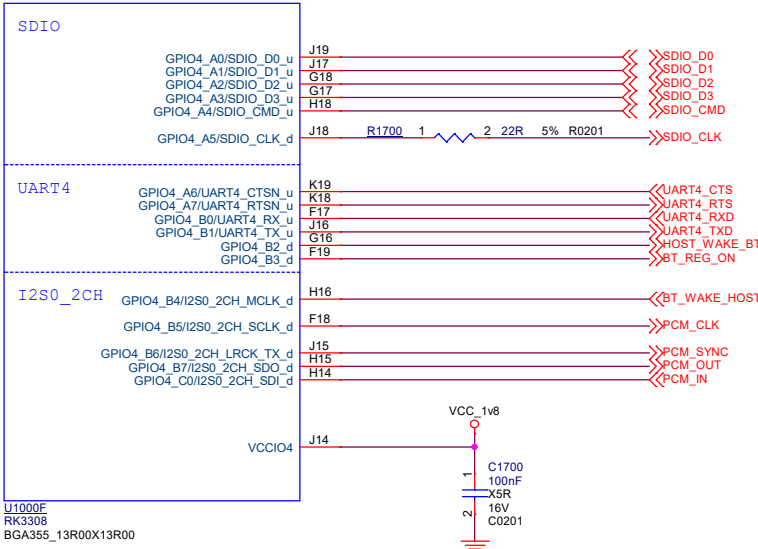 SDIO
GPIO4_A0/SDIO_D0_u J19 SDIO_D0
GPIO4_A1/SDIO_D1_u J17 SDIO_D1
GPIO4_A2/SDIO_D2_u G18 SDIO_D2
GPIO4_A3/SDIO_D3_u G17 SDIO_D3
GPIO4_A4/SDIO_CMD_u H18 SDIO_CMD
GPIO4_A5/SDIO_CLK_d J18 R1700 1 2 22R 5% R0201 SDIO_CLK
UART4
GPIO4_A6/UART4_CTSN_u K19 UART4_CTS
GPIO4_A7/UART4_RTSN_u K18 UART4_RTS
GPIO4_B0/UART4_RX_u F17 UART4_RXD
GPIO4_B1/UART4_TX_u J16 UART4_TXD
GPIO4_B2_d G16 HOST_WAKE_BT
GPIO4_B3_d F19 BT_REG_ON
I2S0_2CH
GPIO4_B4/I2S0_2CH_MCLK_d H16 BT_WAKE_HOST
GPIO4_B5/I2S0_2CH_SCLK_d F18 PCM_CLK
GPIO4_B6/I2S0_2CH_LRCK_TX_d J15 PCM_SYNC
GPIO4_B7/I2S0_2CH_SDO_d H15 PCM_OUT
GPIO4_C0/I2S0_2CH_SDI_d H14 PCM_IN
VCC_1v8
VCCIO4 J14
1 C1700
100nF
X5R
2 16V
C0201
U1000F
RK3308
BGA355_13R00X13R00